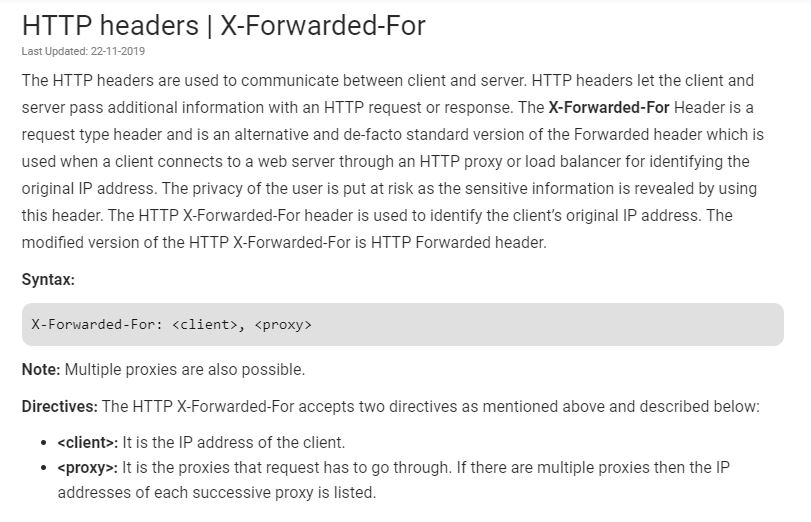 HTTP headers | X-Forwarded-For
Last Updated: 22-11-2019
The HTTP headers are used to communicate between client and server. HTTP headers let the client and
server pass additional information with an HTTP request or response. The X-Forwarded-For Header is a
request type header and is an alternative and de-facto standard version of the Forwarded header which is
used when a client connects to a web server through an HTTP proxy or load balancer for identifying the
original IP address. The privacy of the user is put at risk as the sensitive information is revealed by using
this header. The HTTP X-Forwarded-For header is used to identify the client's original IP address. The
modified version of the HTTP X-Forwarded-For is HTTP Forwarded header.
Syntax:
X-Forwarded-For: <client>, <proxy>
Note: Multiple proxies are also possible.
Directives: The HTTP X-Forwarded-For accepts two directives as mentioned above and described below:
• <client>: It is the IP address of the client.
• <proxy>: It is the proxies that request has to go through. If there are multiple proxies then the IP
addresses of each successive proxy is listed.